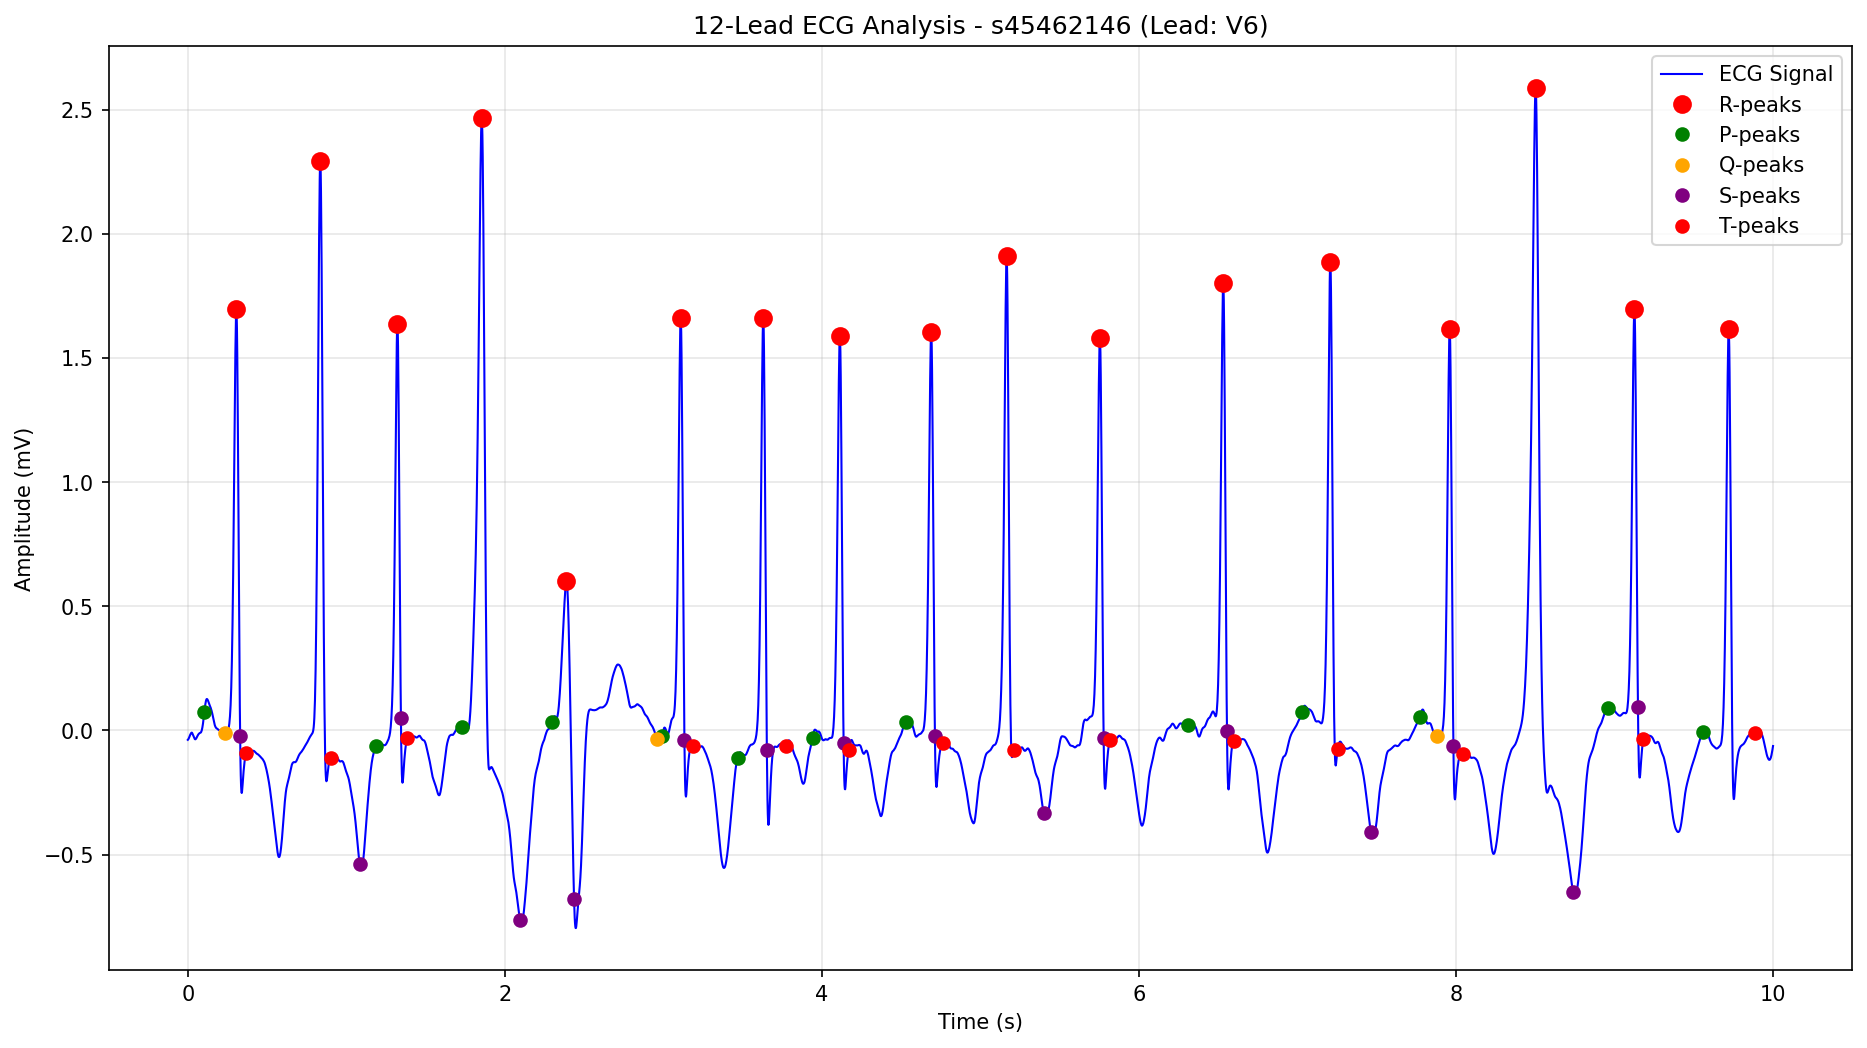 12-Lead ECG Analysis - s45462146 (Lead: V6)
ECG Signal
R-peaks
P-peaks
Q-peaks
S-peaks
T-peaks
Amplitude (mV)
2.5
2.0
1.5
1.0
0.5
0.0
−0.5
0 2 4 6 8 10
Time (s)